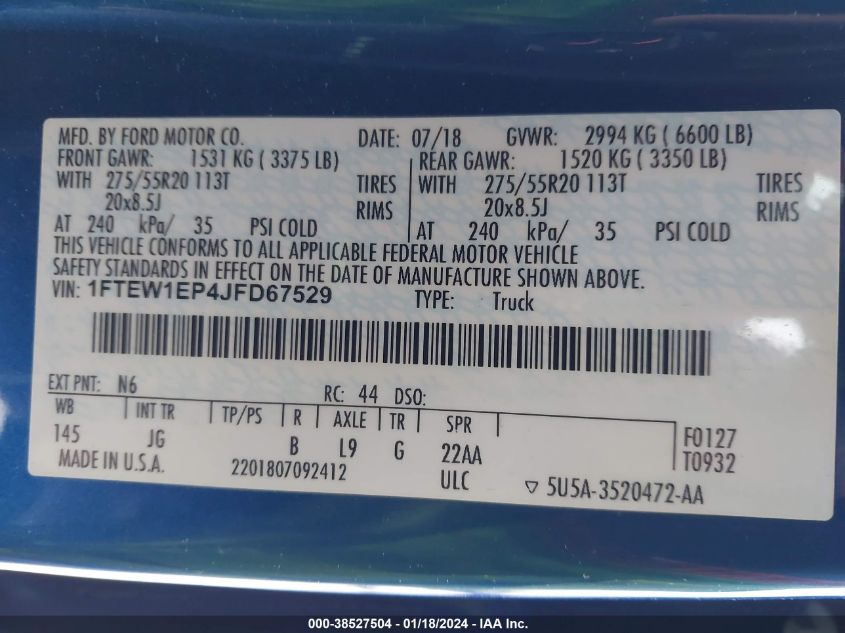 MFD. BY FORD MOTOR CO. DATE: 07/18 GVWR: 2994 KG ( 6600 LB)
FRONT GAWR: 1531 KG ( 3375 LB) REAR GAWR: 1520 KG ( 3350 LB)
WITH 275/55R20 113T TIRES WITH 275/55R20 113T TIRES
20x8.5J RIMS 20x8.5J RIMS
AT 240 kPa/ 35 PSI COLD AT 240 kPa/ 35 PSI COLD
THIS VEHICLE CONFORMS TO ALL APPLICABLE FEDERAL MOTOR VEHICLE
SAFETY STANDARDS IN EFFECT ON THE DATE OF MANUFACTURE SHOWN ABOVE.
VIN: 1FTEW1EP4JFD67529 TYPE: Truck
EXT PNT: N6 RC: 44 DSO:
WB INT TR TP/PS R AXLE TR SPR
145 JG B L9 G 22AA F0127
MADE IN U.S.A. 2201807092412 ULC T0932
▽ 5U5A-3520472-AA
000-38527504 - 01/18/2024 - IAA Inc.